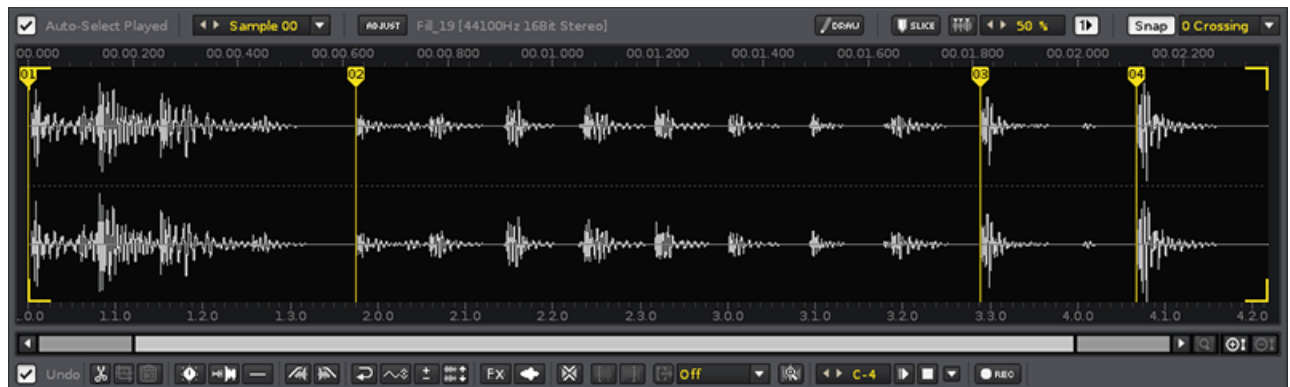 Auto-Select Played Sample 00 ADJUST Fill_19 [44100Hz 16Bit Stereo] DRAW SLICE 50 % 1 Snap 0 Crossing
00.000 00.00.200 00.00.400 00.00.600 00.00.800 00.01.000 00.01.200 00.01.400 00.01.600 00.01.800 00.02.000 00.02.200
01 02 03 04
..0.0 1.1.0 1.2.0 1.3.0 2.0.0 2.1.0 2.2.0 2.3.0 3.0.0 3.1.0 3.2.0 3.3.0 4.0.0 4.1.0 4.2.0
Undo FX Off C-4 REC